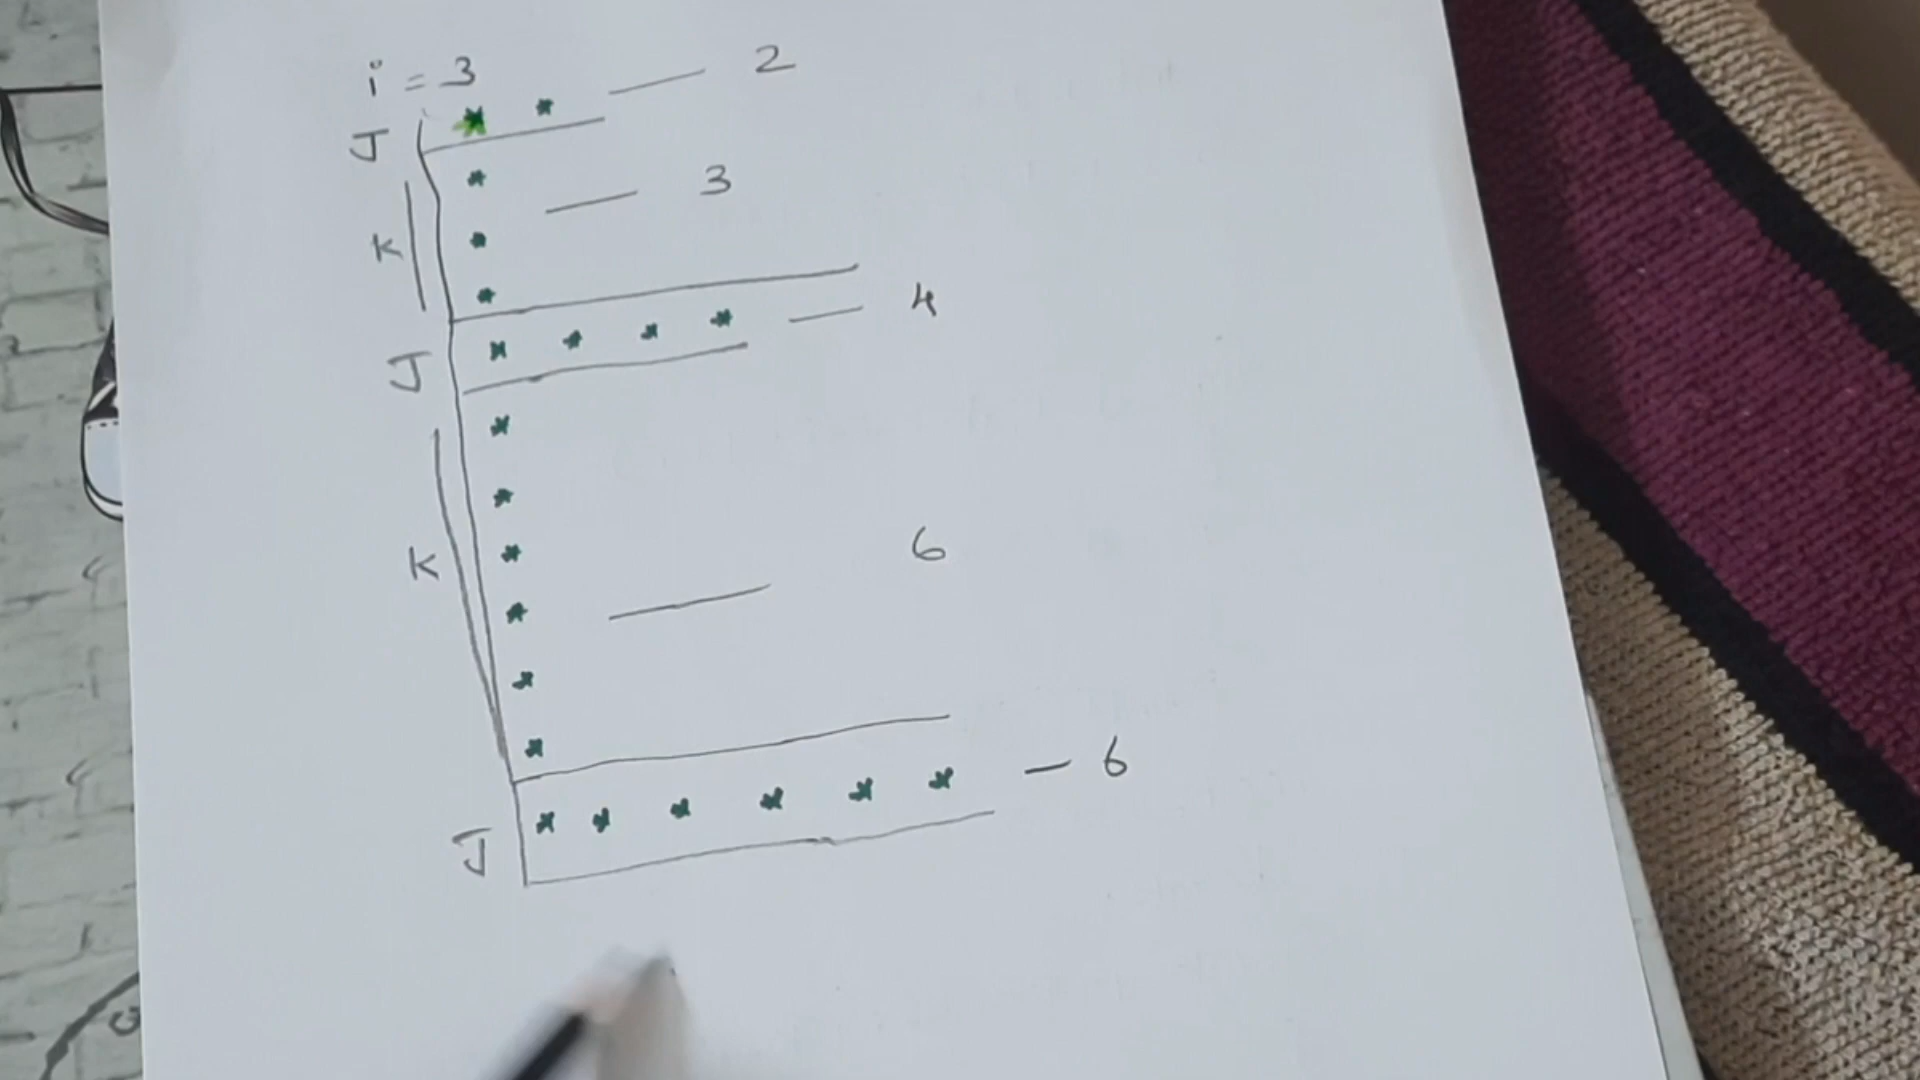 i = 3
* * — 2
J
*
K * — 3
*
J * * * * — 4
*
*
*
K * — 6
*
*
J * * * * * * — 6